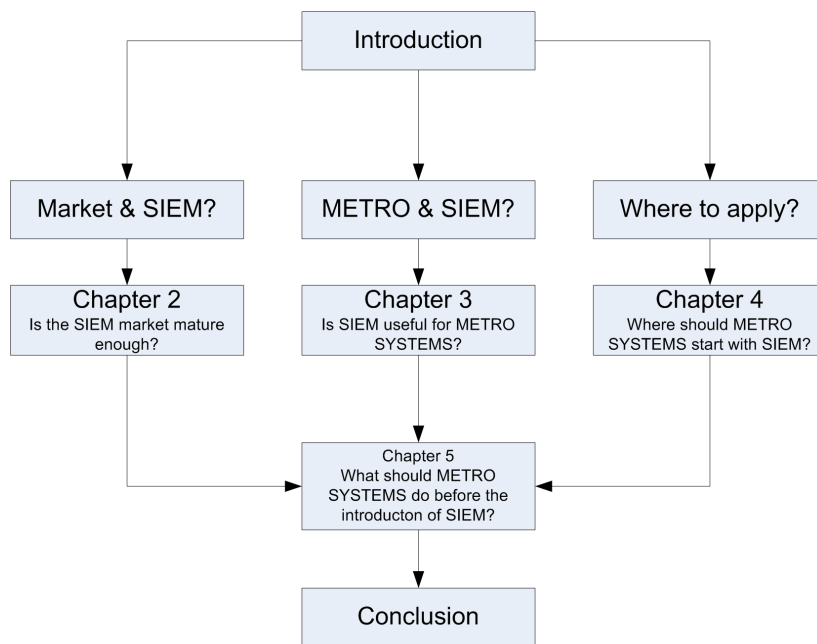 Introduction
Market & SIEM?
METRO & SIEM?
Where to apply?
Chapter 2
Is the SIEM market mature
enough?
Chapter 3
Is SIEM useful for METRO
SYSTEMS?
Chapter 4
Where should METRO
SYSTEMS start with SIEM?
Chapter 5
What should METRO
SYSTEMS do before the
introducton of SIEM?
Conclusion